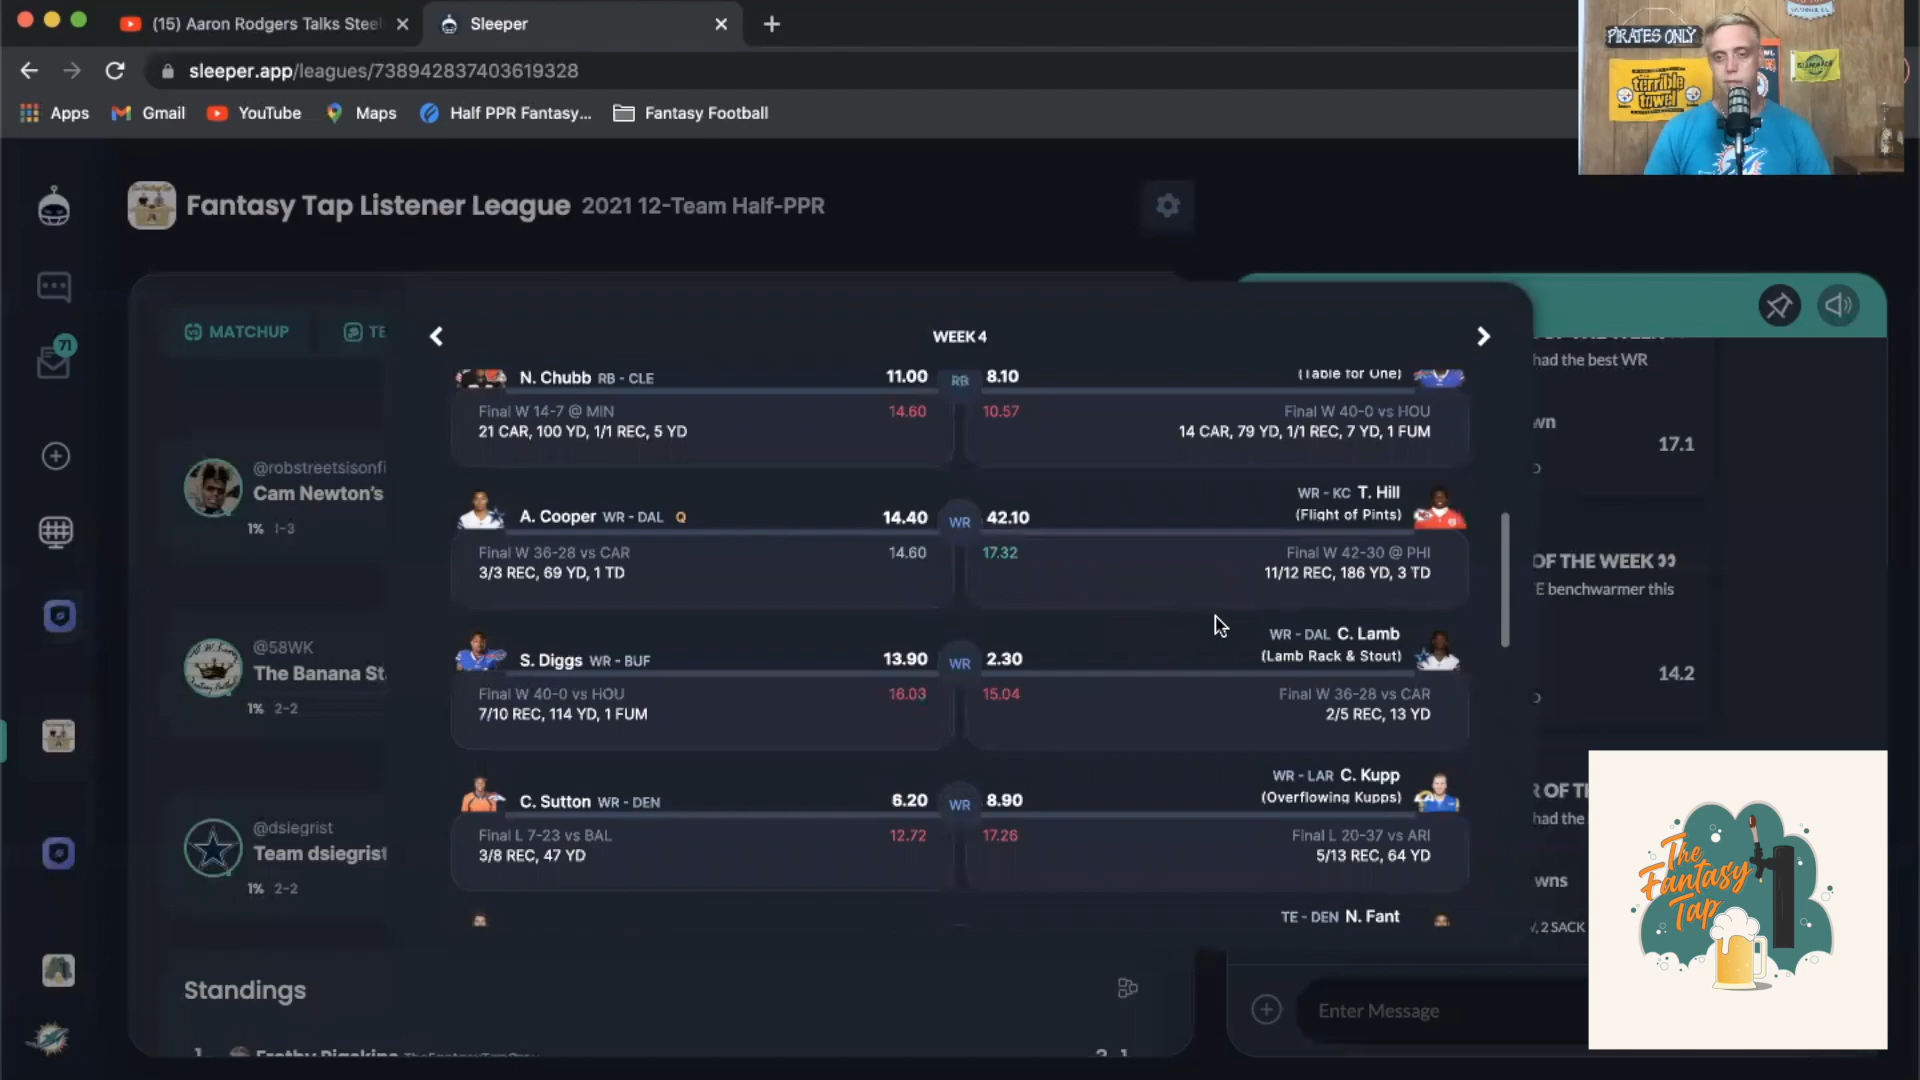 (15) Aaron Rodgers Talks Steel
Sleeper
sleeper.app/leagues/738942837403619328
Apps
Gmail
YouTube
Maps
Half PPR Fantasy...
Fantasy Football
PIRATES ONLY
terrible
towel
Fantasy Tap Listener League 2021 12-Team Half-PPR
71
MATCHUP
TE
WEEK 4
had the best WR
N. Chubb RB - CLE 11.00 RB 8.10 (Table for One)
Final W 14-7 @ MIN 14.60 10.57 Final W 40-0 vs HOU
21 CAR, 100 YD, 1/1 REC, 5 YD 14 CAR, 79 YD, 1/1 REC, 7 YD, 1 FUM
wn
17.1
@robstreetsisonfi
Cam Newton's
1% 1-3
WR - KC T. Hill
A. Cooper WR - DAL Q 14.40 WR 42.10 (Flight of Pints)
Final W 36-28 vs CAR 14.60 17.32 Final W 42-30 @ PHI
3/3 REC, 69 YD, 1 TD 11/12 REC, 186 YD, 3 TD
OF THE WEEK
E benchwarmer this
14.2
@58WK
The Banana St
1% 2-2
WR - DAL C. Lamb
S. Diggs WR - BUF 13.90 WR 2.30 (Lamb Rack & Stout)
Final W 40-0 vs HOU 16.03 15.04 Final W 36-28 vs CAR
7/10 REC, 114 YD, 1 FUM 2/5 REC, 13 YD
WR - LAR C. Kupp
C. Sutton WR - DEN 6.20 WR 8.90 (Overflowing Kupps)
Final L 7-23 vs BAL 12.72 17.26 Final L 20-37 vs ARI
3/8 REC, 47 YD 5/13 REC, 64 YD
R OF TH
had the
wns
, 2 SACK
@dsiegrist
Team dsiegrist
1% 2-2
TE - DEN N. Fant
Standings
Enter Message
The
Fantasy
Tap